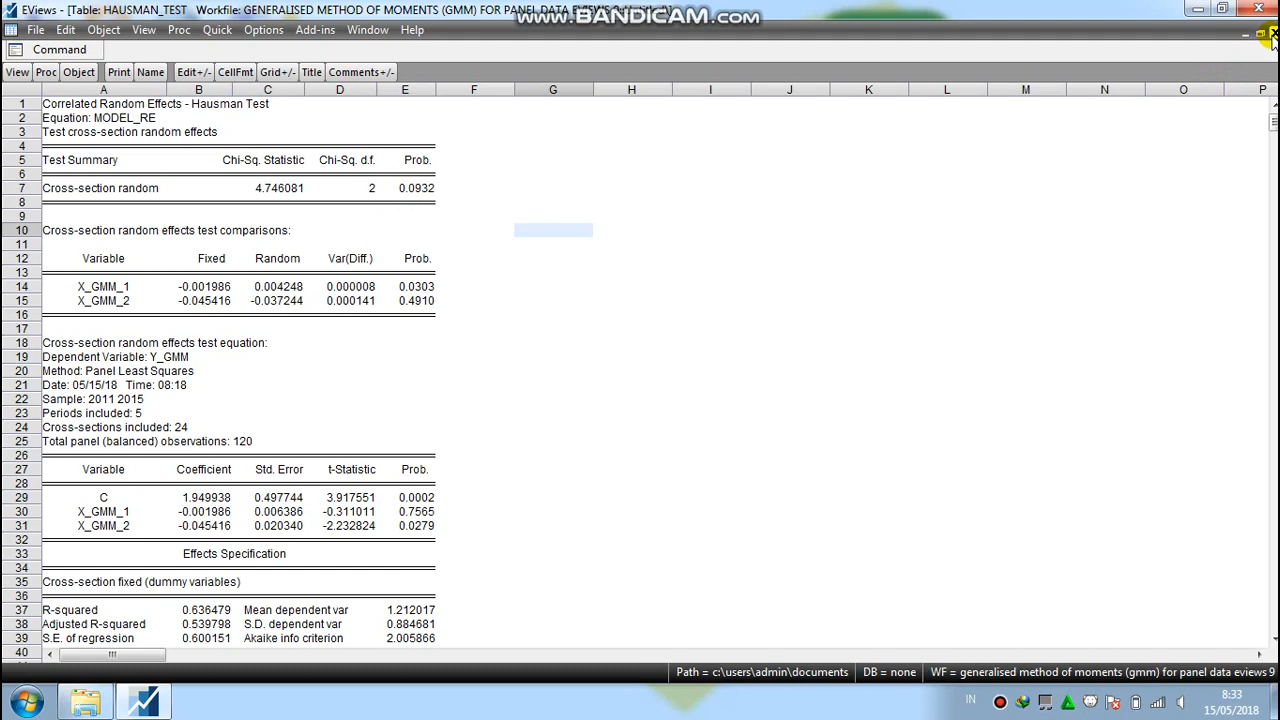 EViews - [Table: HAUSMAN_TEST   Workfile: GENERALISED METHOD OF MOMENTS (GMM) FOR PANEL DATA EVIEWS
www.BANDICAM.com
File Edit Object View Proc Quick Options Add-ins Window Help
Command
View Proc Object Print Name Edit+/- CellFmt Grid+/- Title Comments+/-
A B C D E F G H I J K L M N O P
1 Correlated Random Effects - Hausman Test
2 Equation: MODEL_RE
3 Test cross-section random effects
4
5 Test Summary Chi-Sq. Statistic Chi-Sq. d.f. Prob.
6
7 Cross-section random 4.746081 2 0.0932
8
9
10 Cross-section random effects test comparisons:
11
12 Variable Fixed Random Var(Diff.) Prob.
13
14 X_GMM_1 -0.001986 0.004248 0.000008 0.0303
15 X_GMM_2 -0.045416 -0.037244 0.000141 0.4910
16
17
18 Cross-section random effects test equation:
19 Dependent Variable: Y_GMM
20 Method: Panel Least Squares
21 Date: 05/15/18 Time: 08:18
22 Sample: 2011 2015
23 Periods included: 5
24 Cross-sections included: 24
25 Total panel (balanced) observations: 120
26
27 Variable Coefficient Std. Error t-Statistic Prob.
28
29 C 1.949938 0.497744 3.917551 0.0002
30 X_GMM_1 -0.001986 0.006386 -0.311011 0.7565
31 X_GMM_2 -0.045416 0.020340 -2.232824 0.0279
32
33 Effects Specification
34
35 Cross-section fixed (dummy variables)
36
37 R-squared 0.636479 Mean dependent var 1.212017
38 Adjusted R-squared 0.539798 S.D. dependent var 0.884681
39 S.E. of regression 0.600151 Akaike info criterion 2.005866
40
Path = c:\users\admin\documents DB = none WF = generalised method of moments (gmm) for panel data eviews 9
IN 8:33
15/05/2018